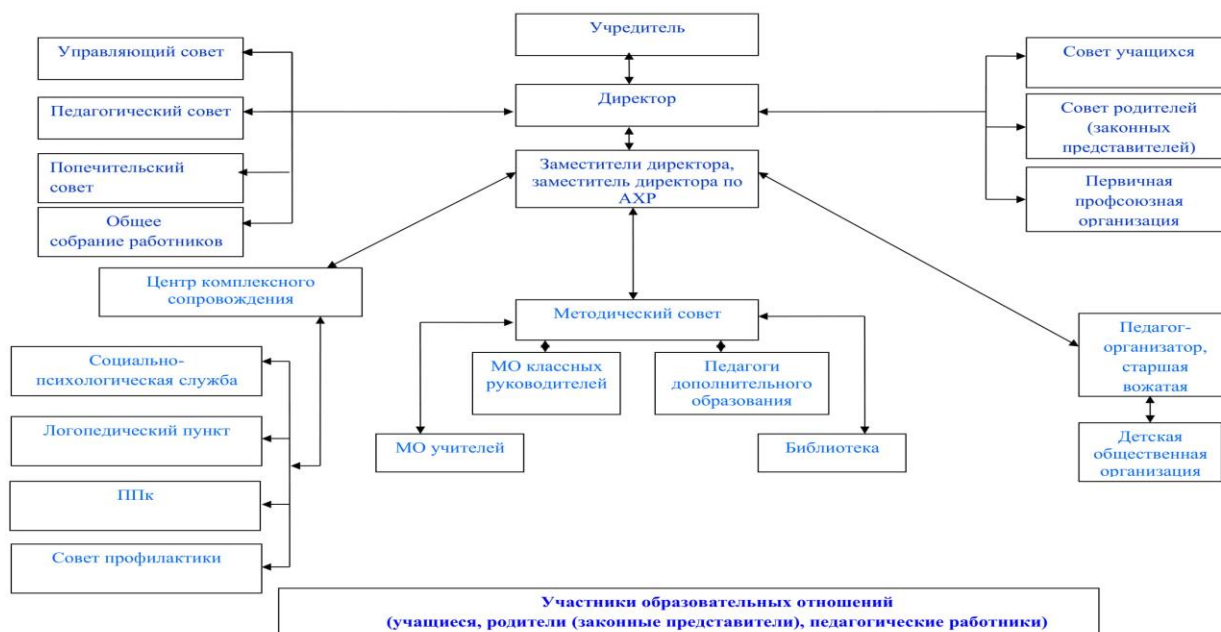 Учредитель
Управляющий совет
Совет учащихся
Директор
Педагогический совет
Совет родителей
(законных
представителей)
Заместители директора,
заместитель директора по
АХР
Попечительский
совет
Первичная
профсоюзная
организация
Общее
собрание работников
Центр комплексного
сопровождения
Методический совет
Педагог-
организатор,
старшая
вожатая
Социально-
психологическая служба
МО классных
руководителей
Педагоги
дополнительного
образования
Логопедический пункт
МО учителей
Библиотека
Детская
общественная
организация
ППк
Совет профилактики
Участники образовательных отношений
(учащиеся, родители (законные представители), педагогические работники)